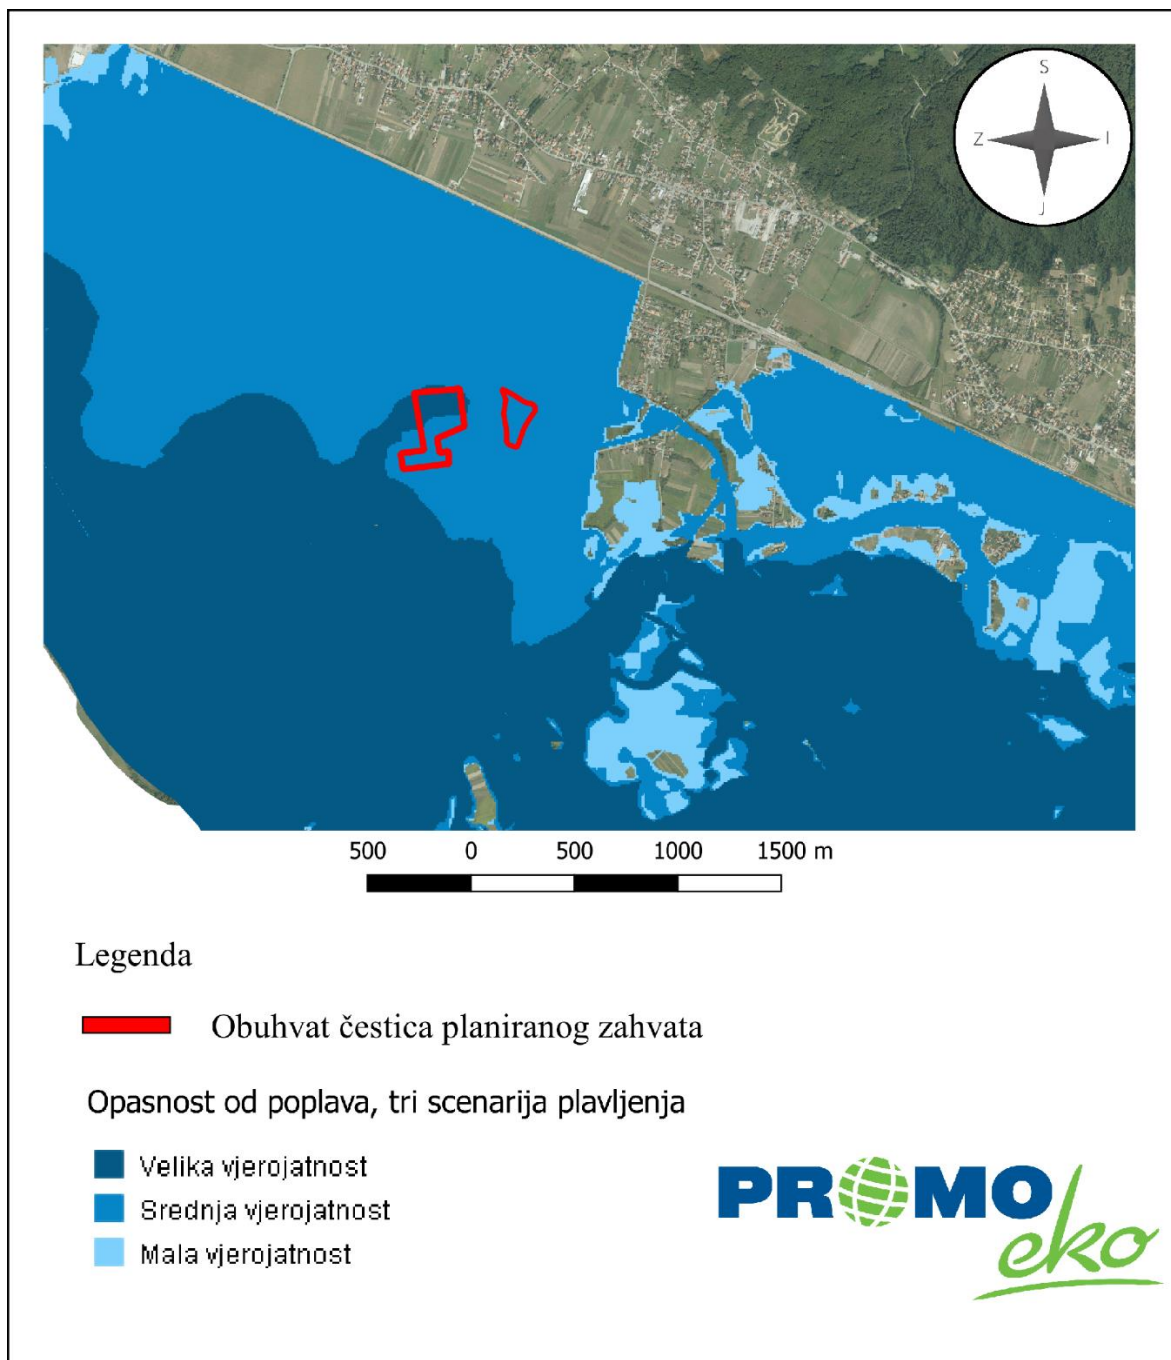 S
Z I
J
500 0 500 1000 1500 m
Legenda
Obuhvat čestica planiranog zahvata
Opasnost od poplava, tri scenarija plavljenja
Velika vjerojatnost
Srednja vjerojatnost
Mala vjerojatnost
PROMO
eko